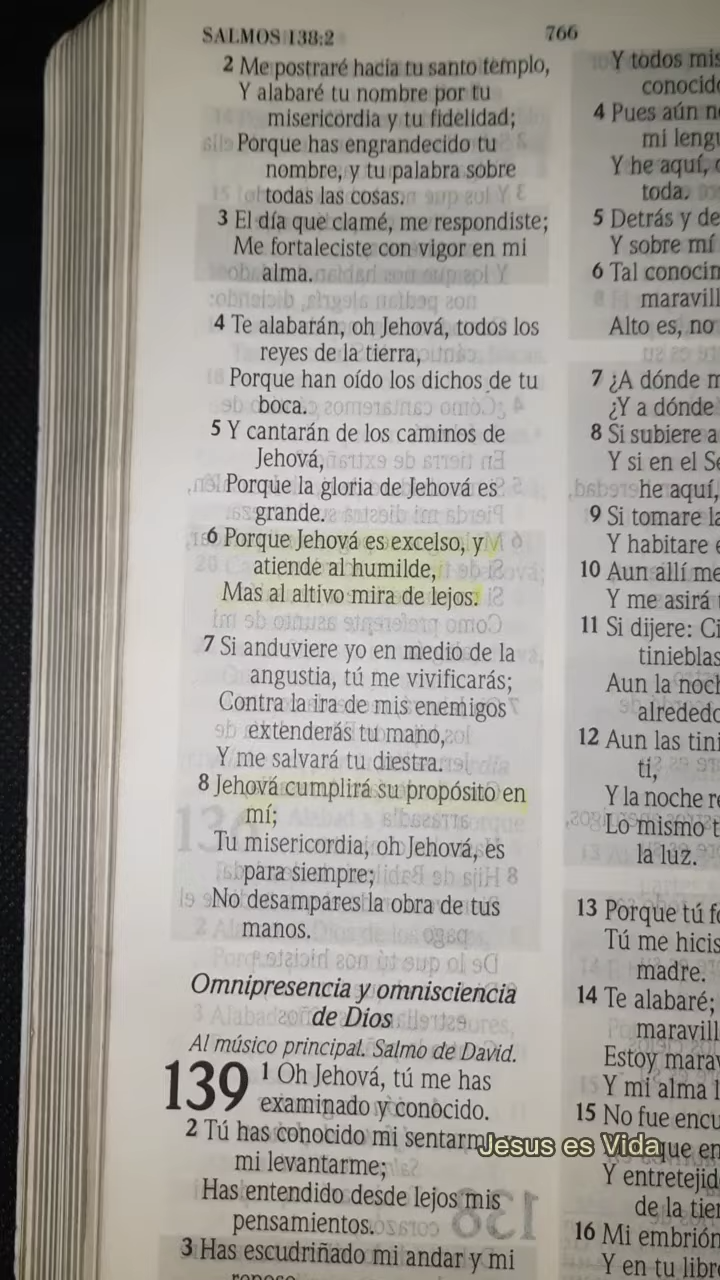 SALMOS 138:2
766
2 Me postraré hacia tu santo templo,
Y alabaré tu nombre por tu
misericordia y tu fidelidad;
Porque has engrandecido tu
nombre, y tu palabra sobre
todas las cosas.
3 El día que clamé, me respondiste;
Me fortaleciste con vigor en mi
alma.
4 Te alabarán, oh Jehová, todos los
reyes de la tierra,
Porque han oído los dichos de tu
boca.
5 Y cantarán de los caminos de
Jehová,
Porque la gloria de Jehová es
grande.
6 Porque Jehová es excelso, y
atiende al humilde,
Mas al altivo mira de lejos.
7 Si anduviere yo en medio de la
angustia, tú me vivificarás;
Contra la ira de mis enemigos
extenderás tu mano,
Y me salvará tu diestra.
8 Jehová cumplirá su propósito en
mí;
Tu misericordia, oh Jehová, es
para siempre;
No desampares la obra de tus
manos.
Omnipresencia y omnisciencia
de Dios
Al músico principal. Salmo de David.
139 1 Oh Jehová, tú me has
examinado y conocido.
2 Tú has conocido mi sentarm
mi levantarme;
Has entendido desde lejos mis
pensamientos.
3 Has escudriñado mi andar y mi
Y todos mis
conocid
4 Pues aún n
mi lengu
Y he aquí,
toda.
5 Detrás y de
Y sobre mí
6 Tal conocim
maravill
Alto es, no
7 ¿A dónde m
¿Y a dónde
8 Si subiere a
Y si en el Se
he aquí,
9 Si tomare la
Y habitare e
10 Aun allí me
Y me asirá
11 Si dijere: Ci
tinieblas
Aun la noch
alrededo
12 Aun las tini
ti,
Y la noche re
Lo mismo t
la luz.
13 Porque tú fo
Tú me hicis
madre.
14 Te alabaré;
maravill
Estoy marav
Y mi alma l
15 No fue encu
que en
Y entretejid
de la tier
16 Mi embrión
Y en tu libr
Jesus es Vida